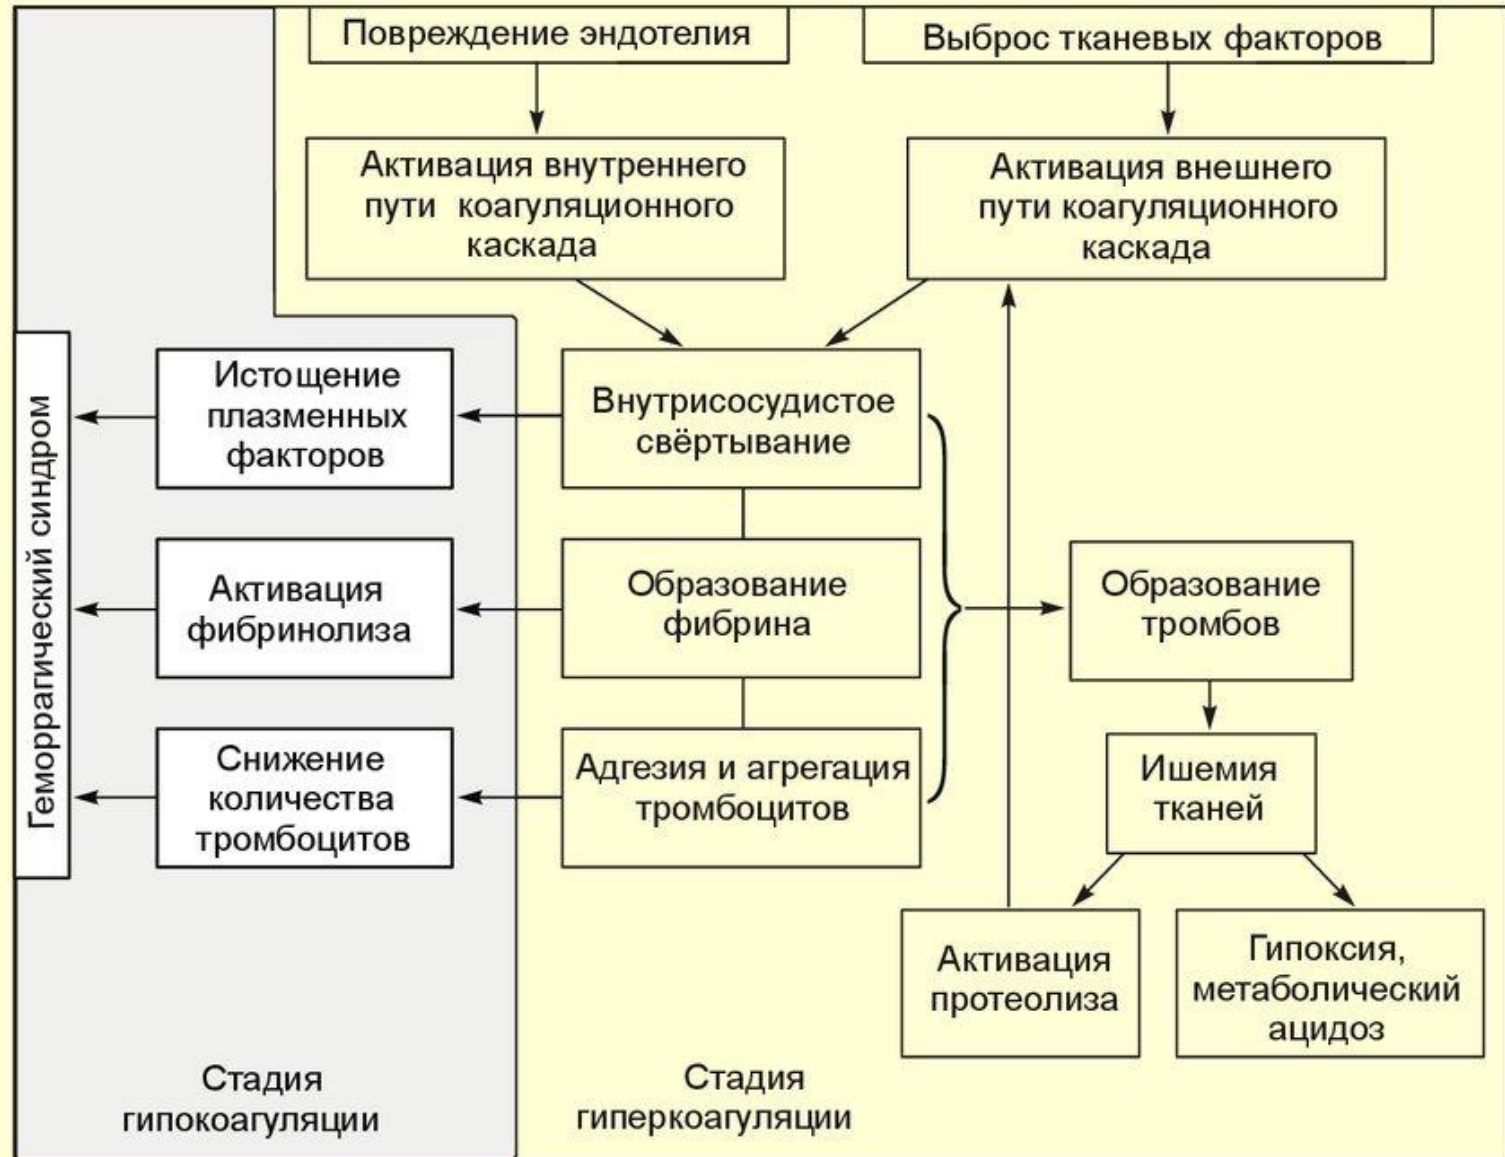 Повреждение эндотелия
Выброс тканевых факторов
Активация внутреннего
пути коагуляционного
каскада
Активация внешнего
пути коагуляционного
каскада
Геморрагический синдром
Истощение
плазменных
факторов
Внутрисосудистое
свёртывание
Активация
фибринолиза
Образование
фибрина
Образование
тромбов
Снижение
количества
тромбоцитов
Адгезия и агрегация
тромбоцитов
Ишемия
тканей
Активация
протеолиза
Гипоксия,
метаболический
ацидоз
Стадия
гипокоагуляции
Стадия
гиперкоагуляции